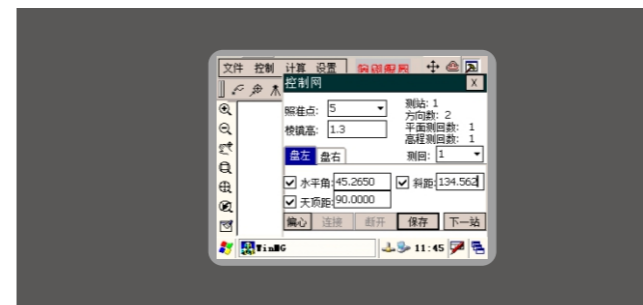 文件 控制 计算 设置
控制网 X
照准点: 5
测站: 1
方向数: 2
棱镜高: 1.3
平面测回数: 1
高程测回数: 1
盘左 盘右
测回: 1
水平角: 45.2650
斜距: 134.562
天顶距: 90.0000
偏心 连接 断开 保存 下一站
WinMG
11:45